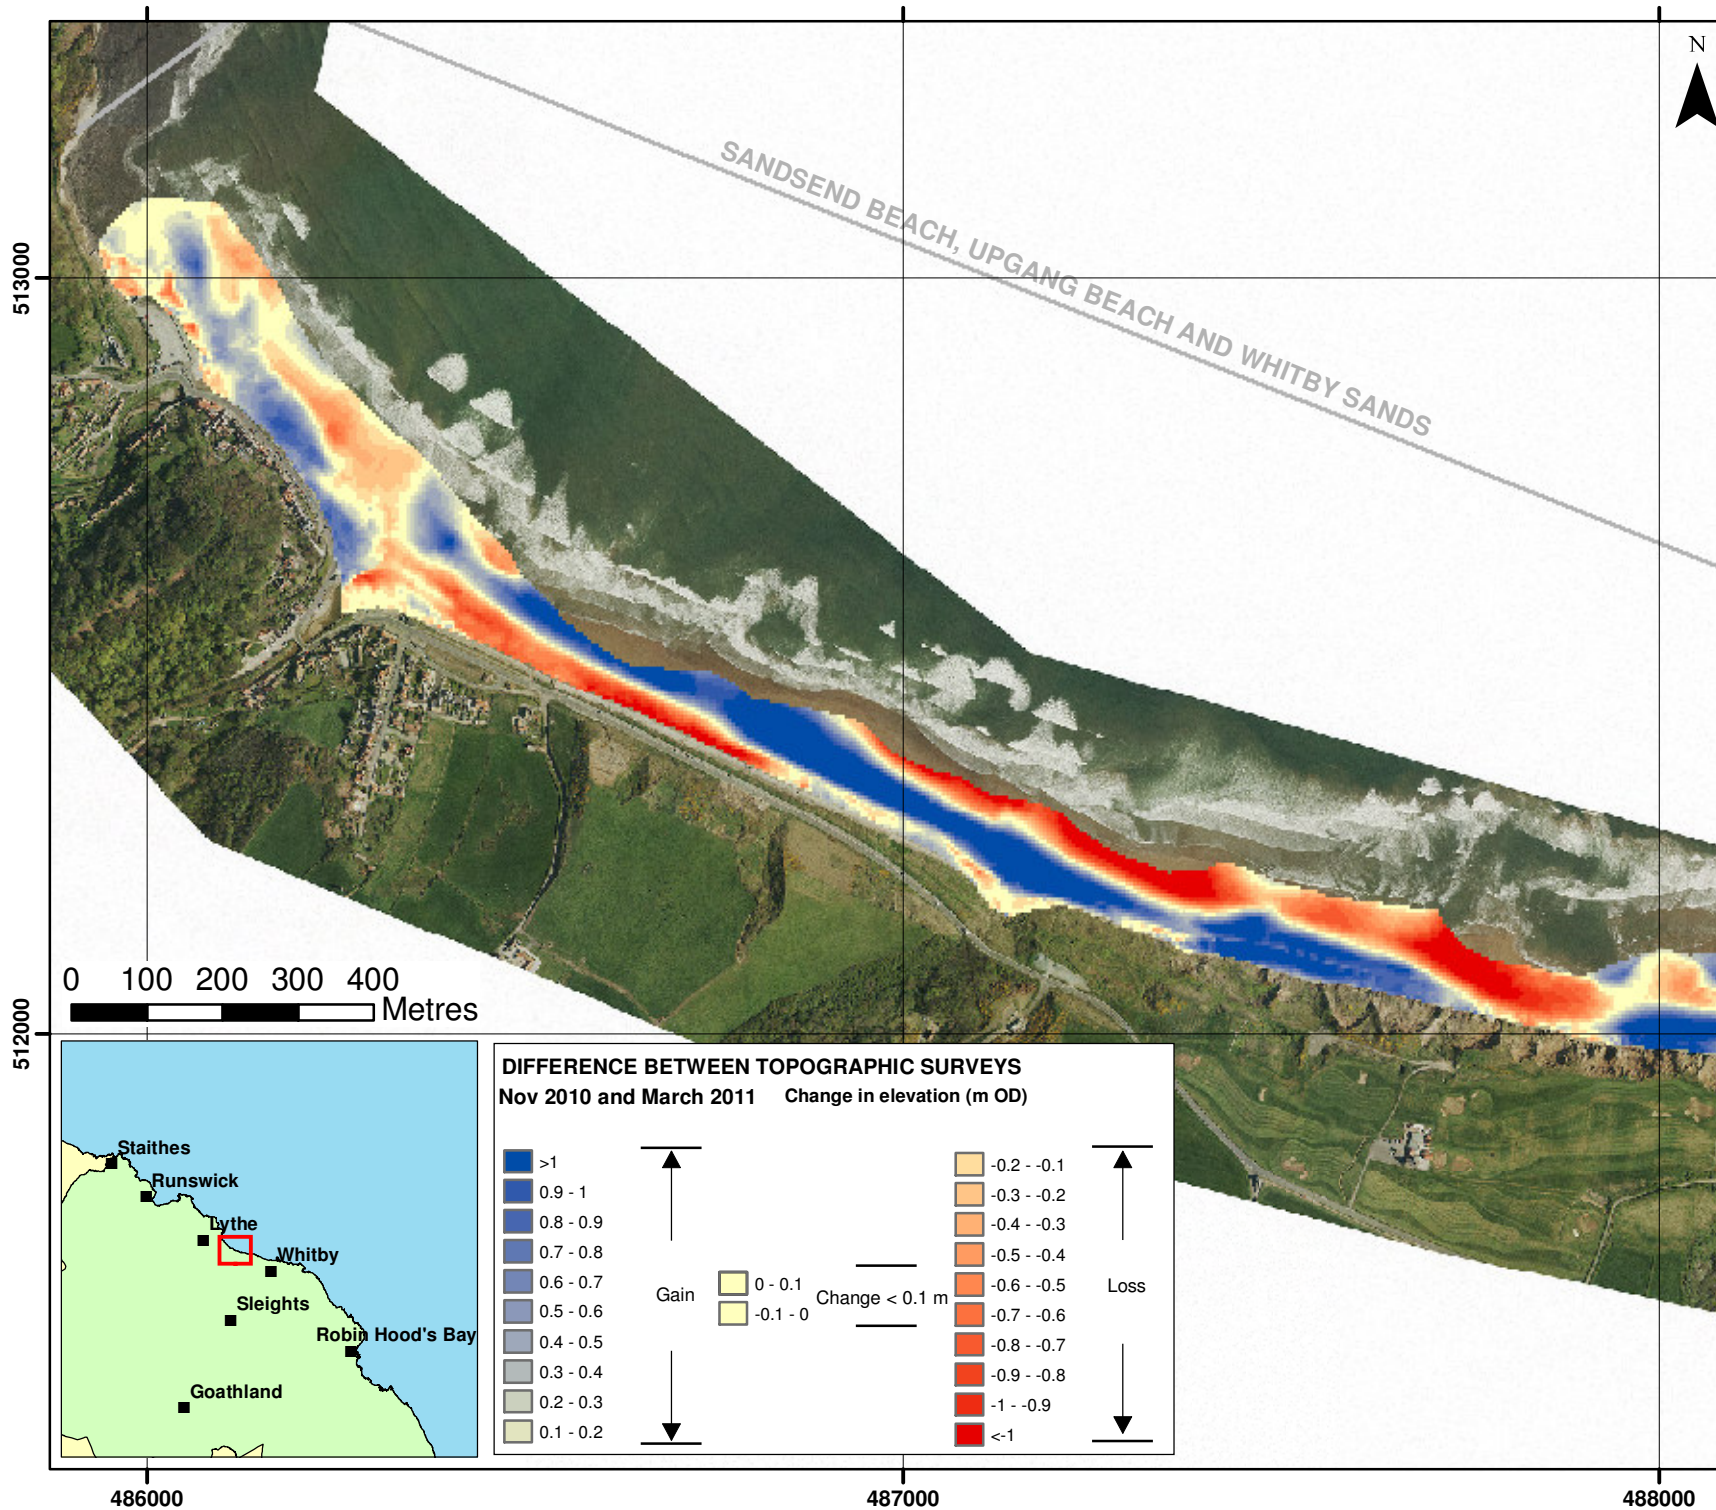 N
SANDSEND BEACH, UPGANG BEACH AND WHITBY SANDS
513000
512000
0 100 200 300 400
Metres
Staithes
Runswick
Lythe
Whitby
Sleights
Robin Hood's Bay
Goathland
DIFFERENCE BETWEEN TOPOGRAPHIC SURVEYS
Nov 2010 and March 2011 Change in elevation (m OD)
>1
0.9 - 1
0.8 - 0.9
0.7 - 0.8
0.6 - 0.7
0.5 - 0.6
0.4 - 0.5
0.3 - 0.4
0.2 - 0.3
0.1 - 0.2
Gain
0 - 0.1
-0.1 - 0
Change < 0.1 m
-0.2 - -0.1
-0.3 - -0.2
-0.4 - -0.3
-0.5 - -0.4
-0.6 - -0.5
-0.7 - -0.6
-0.8 - -0.7
-0.9 - -0.8
-1 - -0.9
<-1
Loss
486000 487000 488000